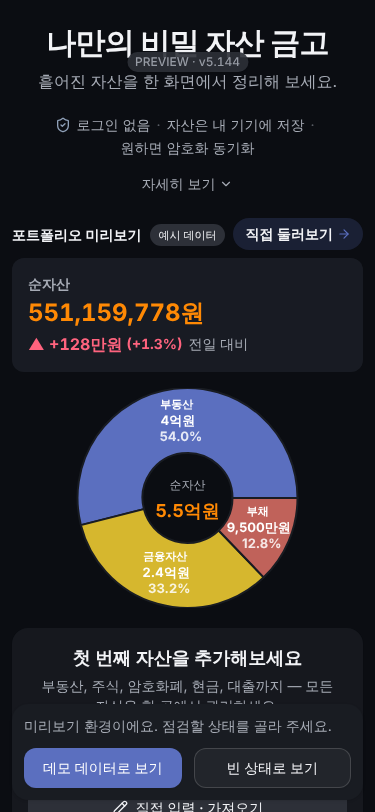 나만의 비밀 자산 금고
PREVIEW · v5.144
흩어진 자산을 한 화면에서 정리해 보세요.
로그인 없음 · 자산은 내 기기에 저장 ·
원하면 암호화 동기화
자세히 보기
포트폴리오 미리보기 예시 데이터 직접 둘러보기 →
순자산
551,159,778원
▲ +128만원 (+1.3%) 전일 대비
부동산
4억원
54.0%
순자산
5.5억원
부채
9,500만원
12.8%
금융자산
2.4억원
33.2%
첫 번째 자산을 추가해보세요
부동산, 주식, 암호화폐, 현금, 대출까지 — 모든
미리보기 환경이에요. 점검할 상태를 골라 주세요.
데모 데이터로 보기 빈 상태로 보기
직접 입력 · 가져오기